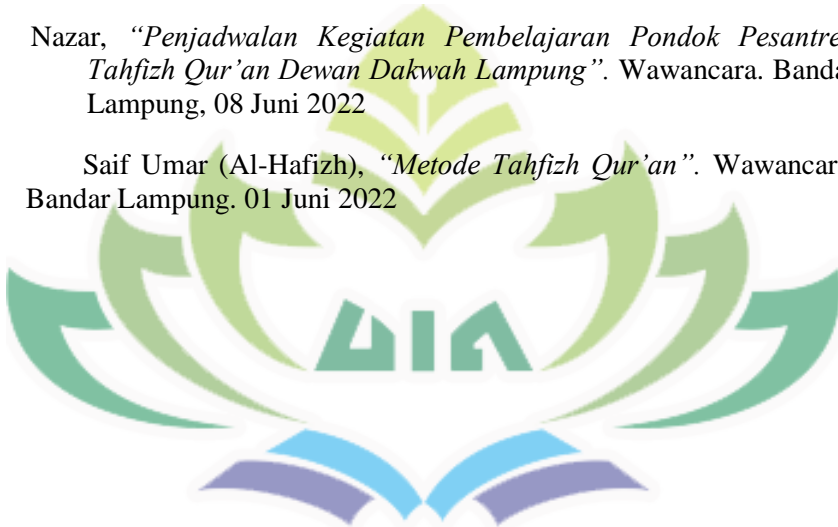 Nazar, “Penjadwalan Kegiatan Pembelajaran Pondok Pesantre
Tahfizh Qur’an Dewan Dakwah Lampung”. Wawancara. Banda
Lampung, 08 Juni 2022
Saif Umar (Al-Hafizh), “Metode Tahfizh Qur’an”. Wawancar
Bandar Lampung. 01 Juni 2022
UIN